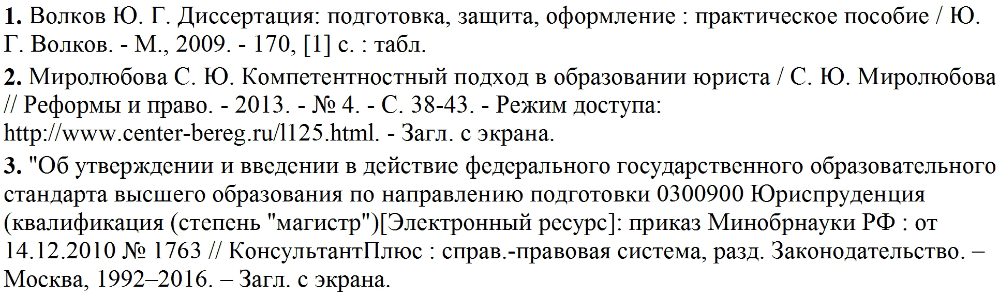 1. Волков Ю. Г. Диссертация: подготовка, защита, оформление : практическое пособие / Ю.
Г. Волков. - М., 2009. - 170, [1] с. : табл.
2. Миролюбова С. Ю. Компетентностный подход в образовании юриста / С. Ю. Миролюбова
// Реформы и право. - 2013. - № 4. - С. 38-43. - Режим доступа:
http://www.center-bereg.ru/l125.html. - Загл. с экрана.
3. "Об утверждении и введении в действие федерального государственного образовательного
стандарта высшего образования по направлению подготовки 0300900 Юриспруденция
(квалификация (степень "магистр")[Электронный ресурс]: приказ Минобрнауки РФ : от
14.12.2010 № 1763 // КонсультантПлюс : справ.-правовая система, разд. Законодательство. –
Москва, 1992–2016. – Загл. с экрана.